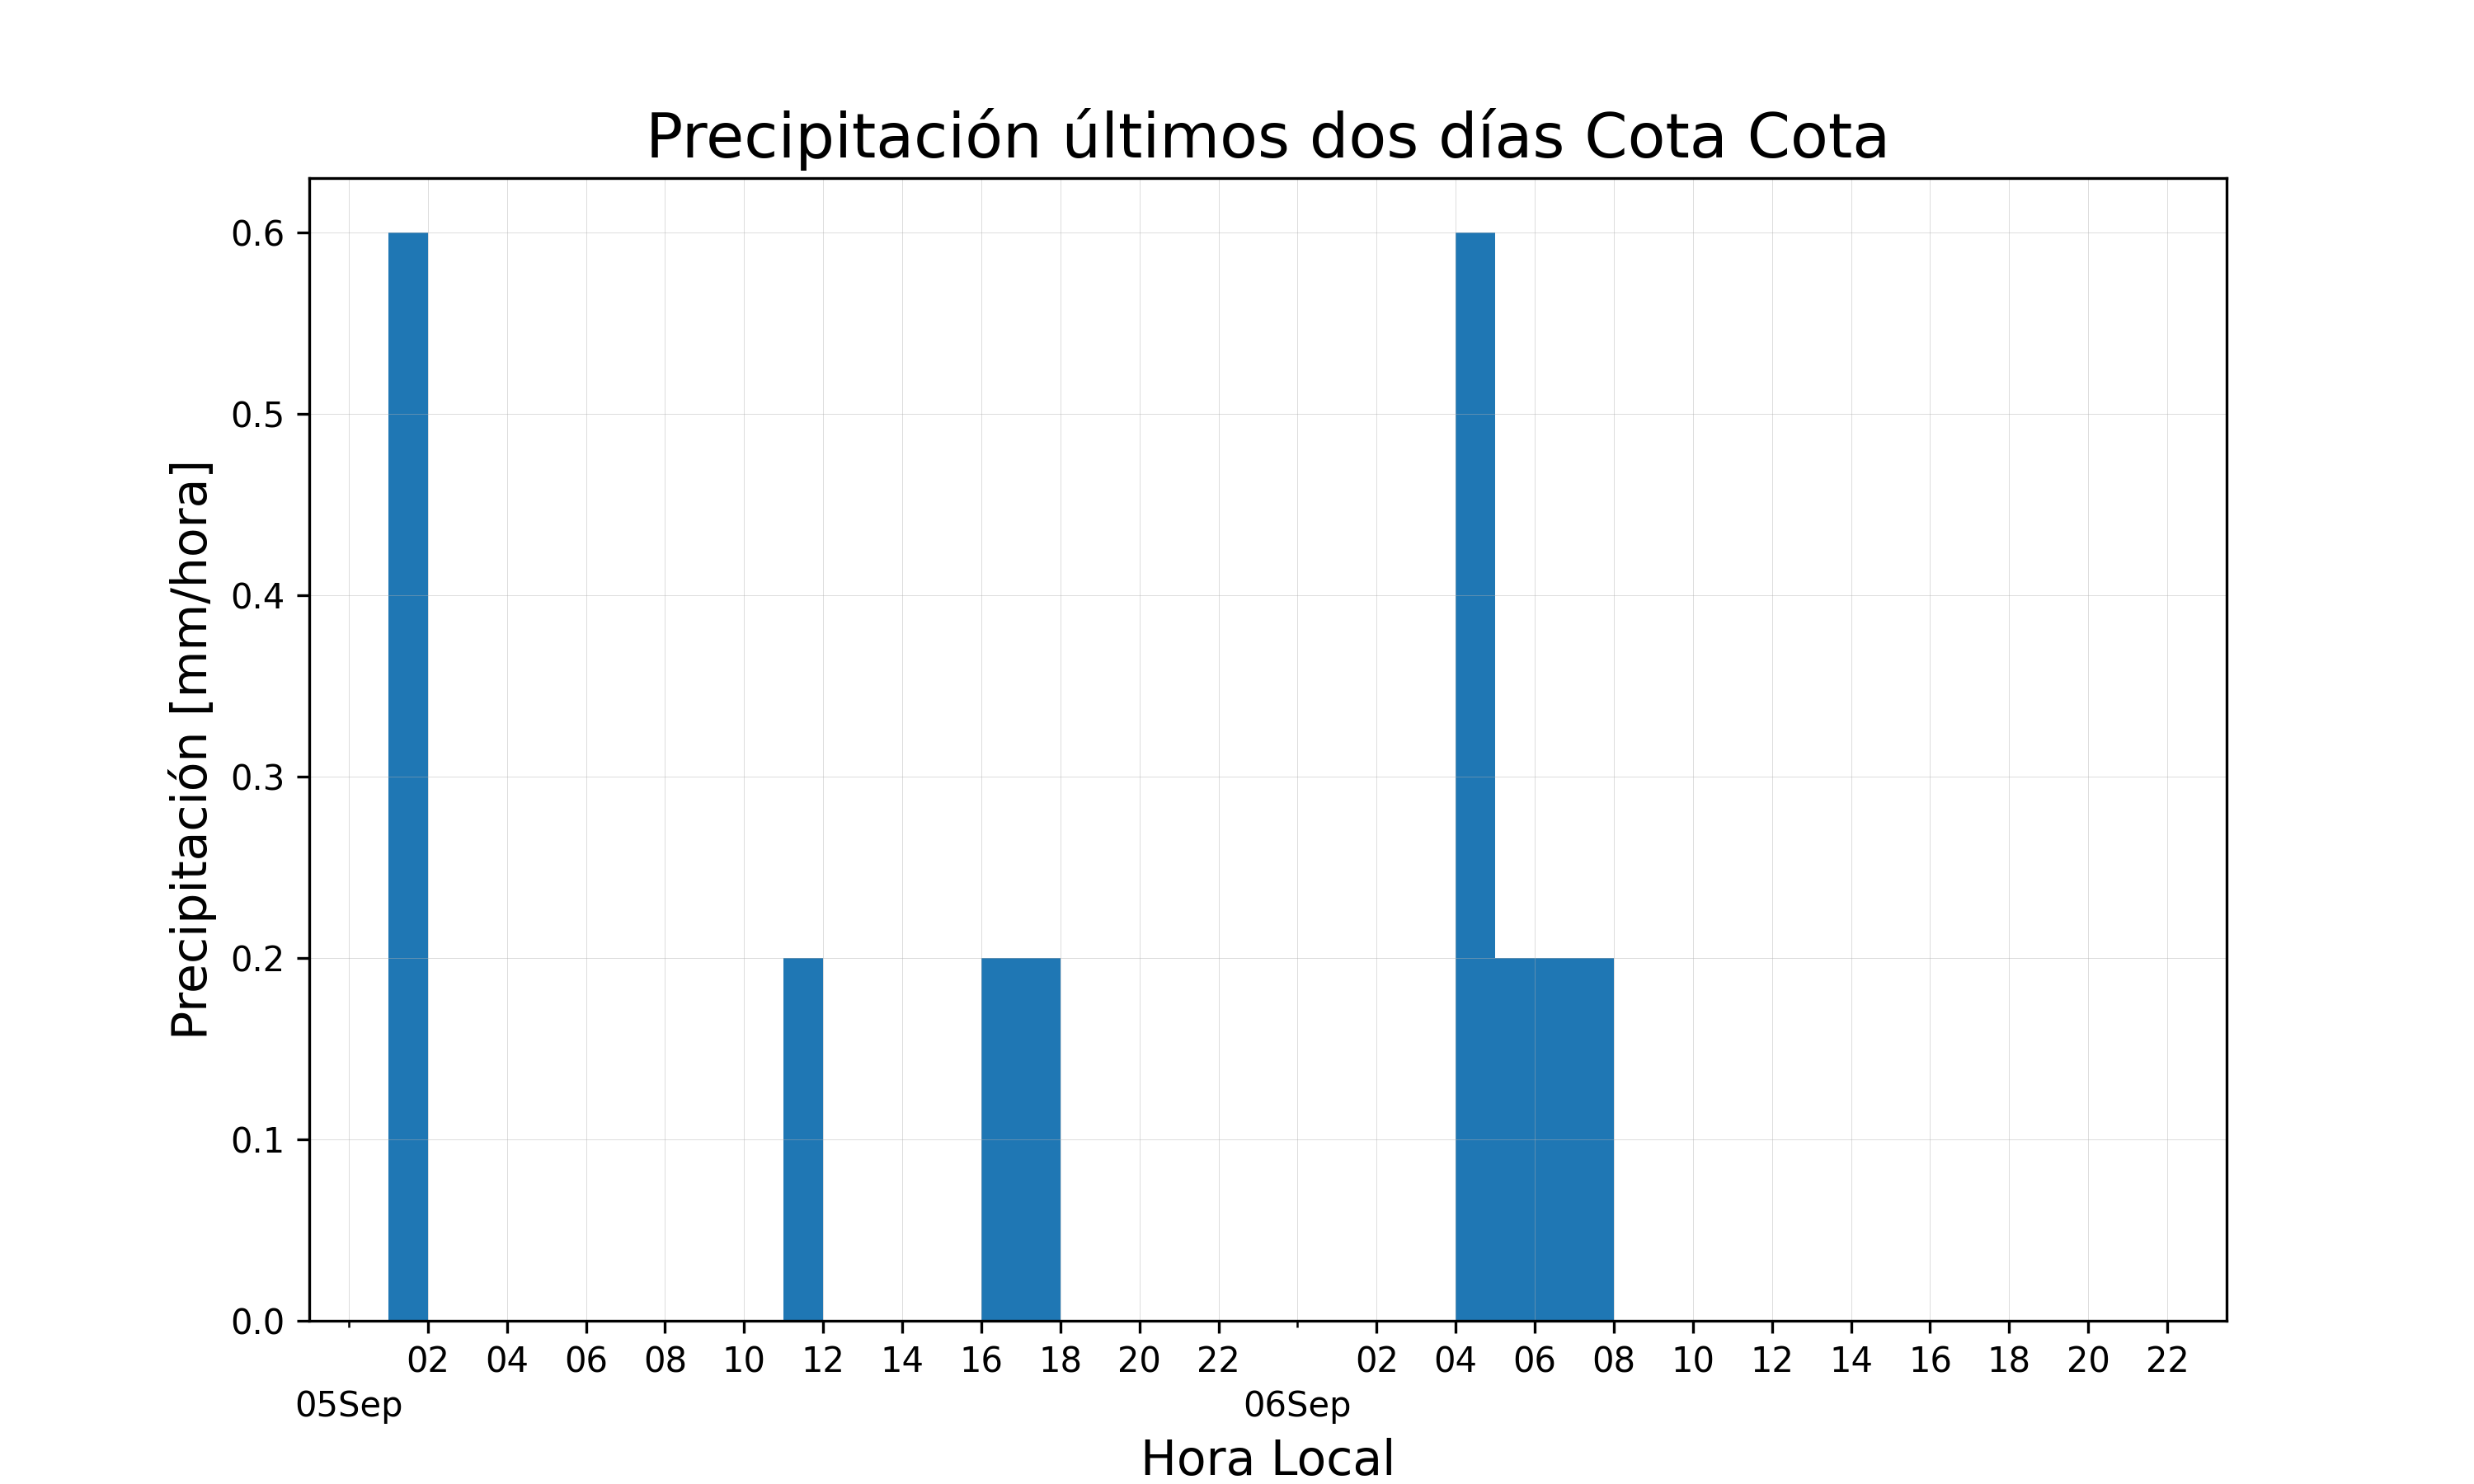 Precipitación últimos dos días Cota Cota
Precipitación [mm/hora]
0.6
0.5
0.4
0.3
0.2
0.1
0.0
02 04 06 08 10 12 14 16 18 20 22 02 04 06 08 10 12 14 16 18 20 22
05Sep 06Sep
Hora Local